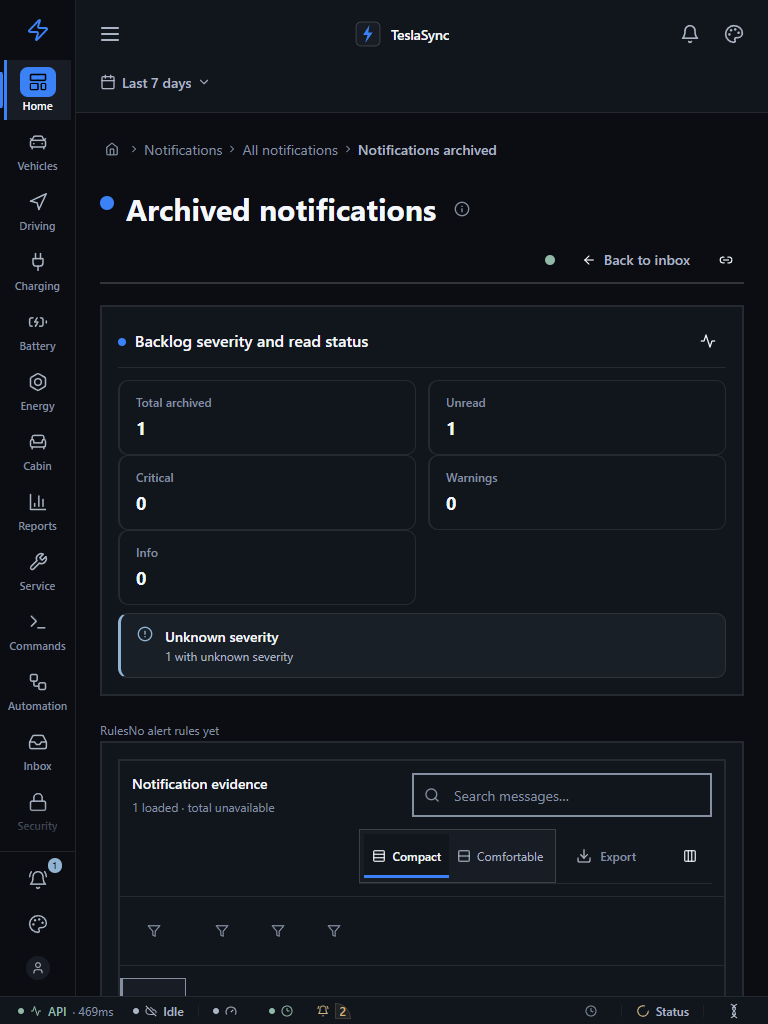 TeslaSync
Last 7 days
Home
Vehicles
Driving
Charging
Battery
Energy
Cabin
Reports
Service
Commands
Automation
Inbox
Security
1
Notifications All notifications Notifications archived
Archived notifications
Back to inbox
Backlog severity and read status
Total archived
1
Unread
1
Critical
0
Warnings
0
Info
0
Unknown severity
1 with unknown severity
RulesNo alert rules yet
Notification evidence
1 loaded · total unavailable
Search messages...
Compact Comfortable Export
API · 469ms Idle 2 Status